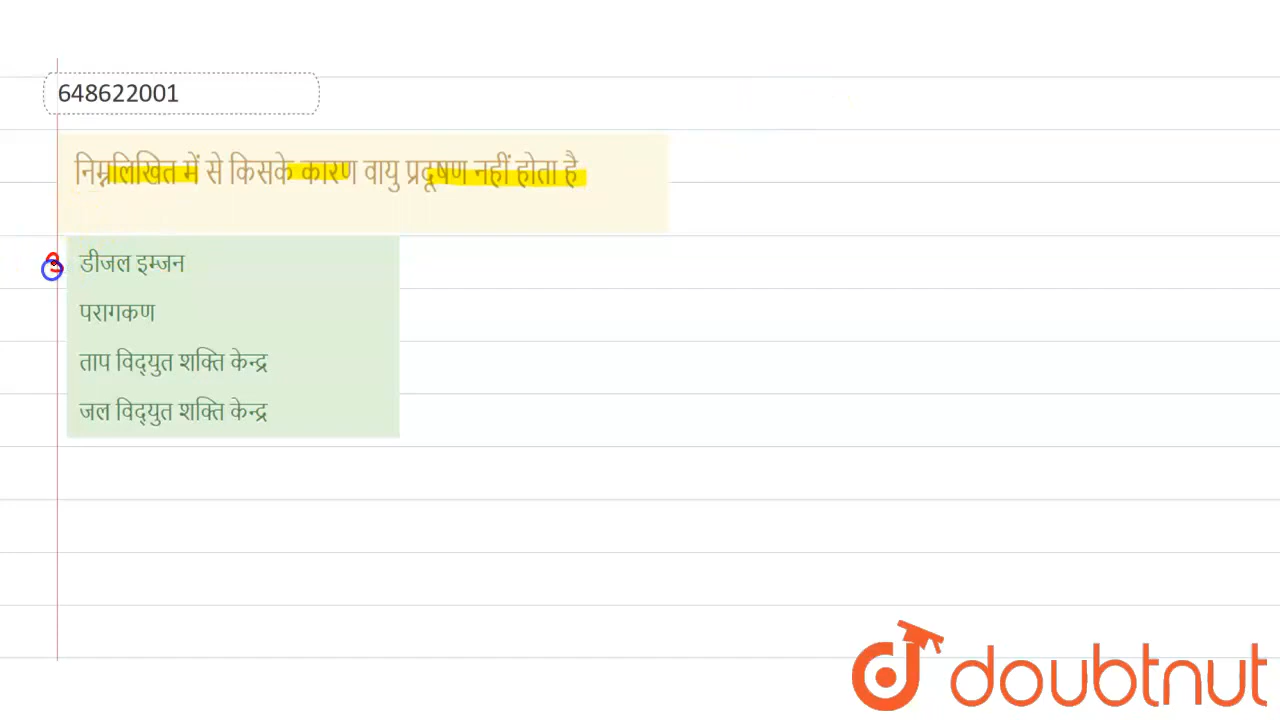 648622001
निम्नलिखित में से किसके कारण वायु प्रदूषण नहीं होता है
डीजल इम्जन
परागकण
ताप विद्युत शक्ति केन्द्र
जल विद्युत शक्ति केन्द्र
doubtnut